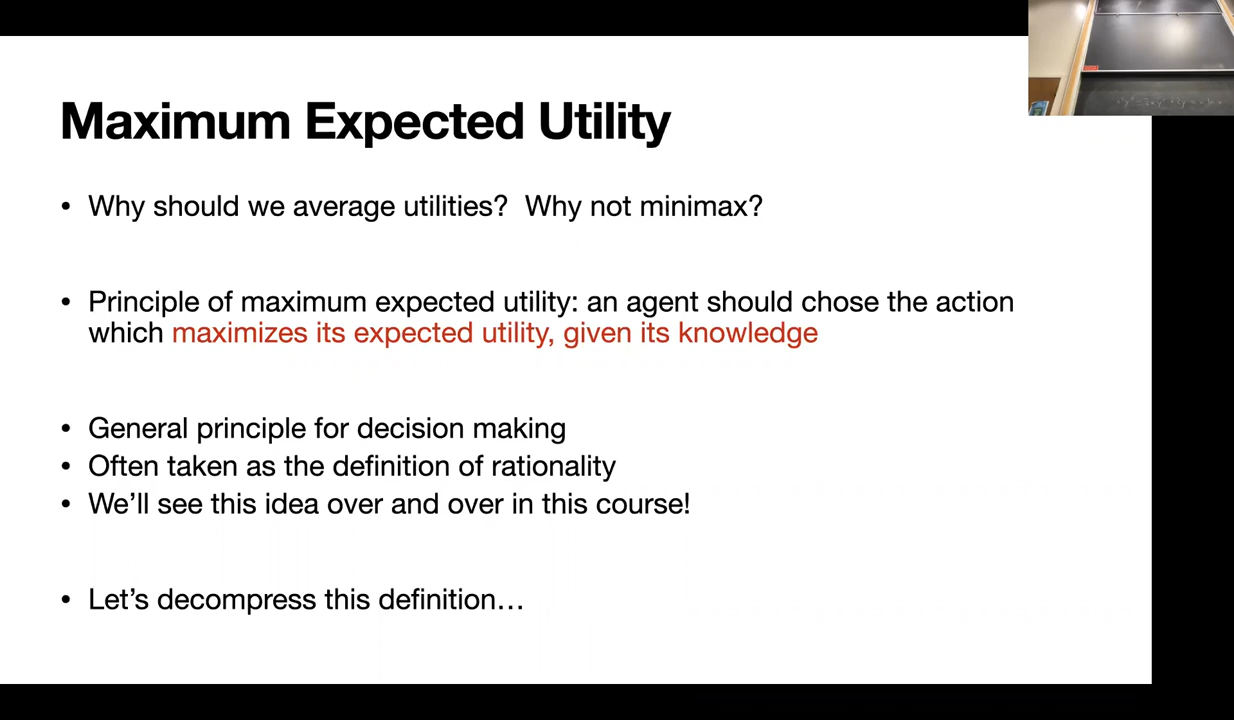 Maximum Expected Utility
• Why should we average utilities?  Why not minimax?
• Principle of maximum expected utility: an agent should chose the action
which maximizes its expected utility, given its knowledge
• General principle for decision making
• Often taken as the definition of rationality
• We’ll see this idea over and over in this course!
• Let’s decompress this definition…